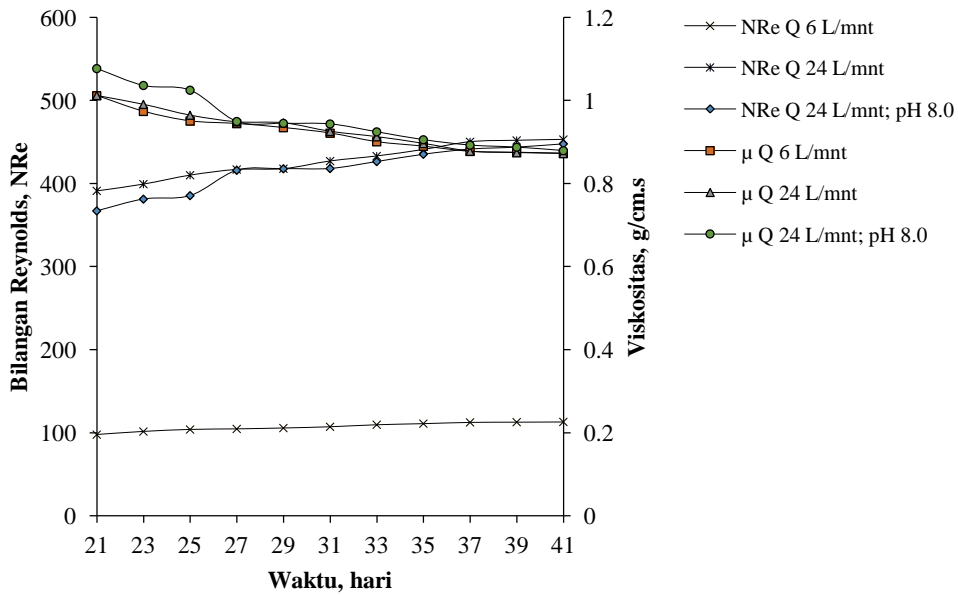 600
500
400
300
200
100
0
Bilangan Reynolds, NRe
21 23 25 27 29 31 33 35 37 39 41
Waktu, hari
1.2
1
0.8
0.6
0.4
0.2
0
Viskositas, g/cm.s
NRe Q 6 L/mnt
NRe Q 24 L/mnt
NRe Q 24 L/mnt; pH 8.0
µ Q 6 L/mnt
µ Q 24 L/mnt
µ Q 24 L/mnt; pH 8.0